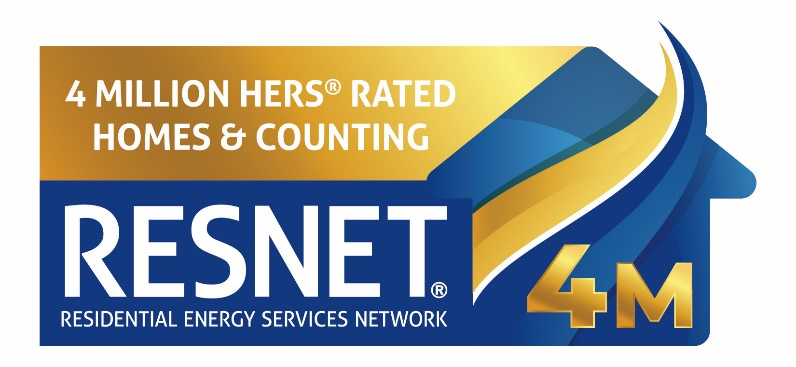 4 MILLION HERS® RATED
HOMES & COUNTING
RESNET®
RESIDENTIAL ENERGY SERVICES NETWORK
4M